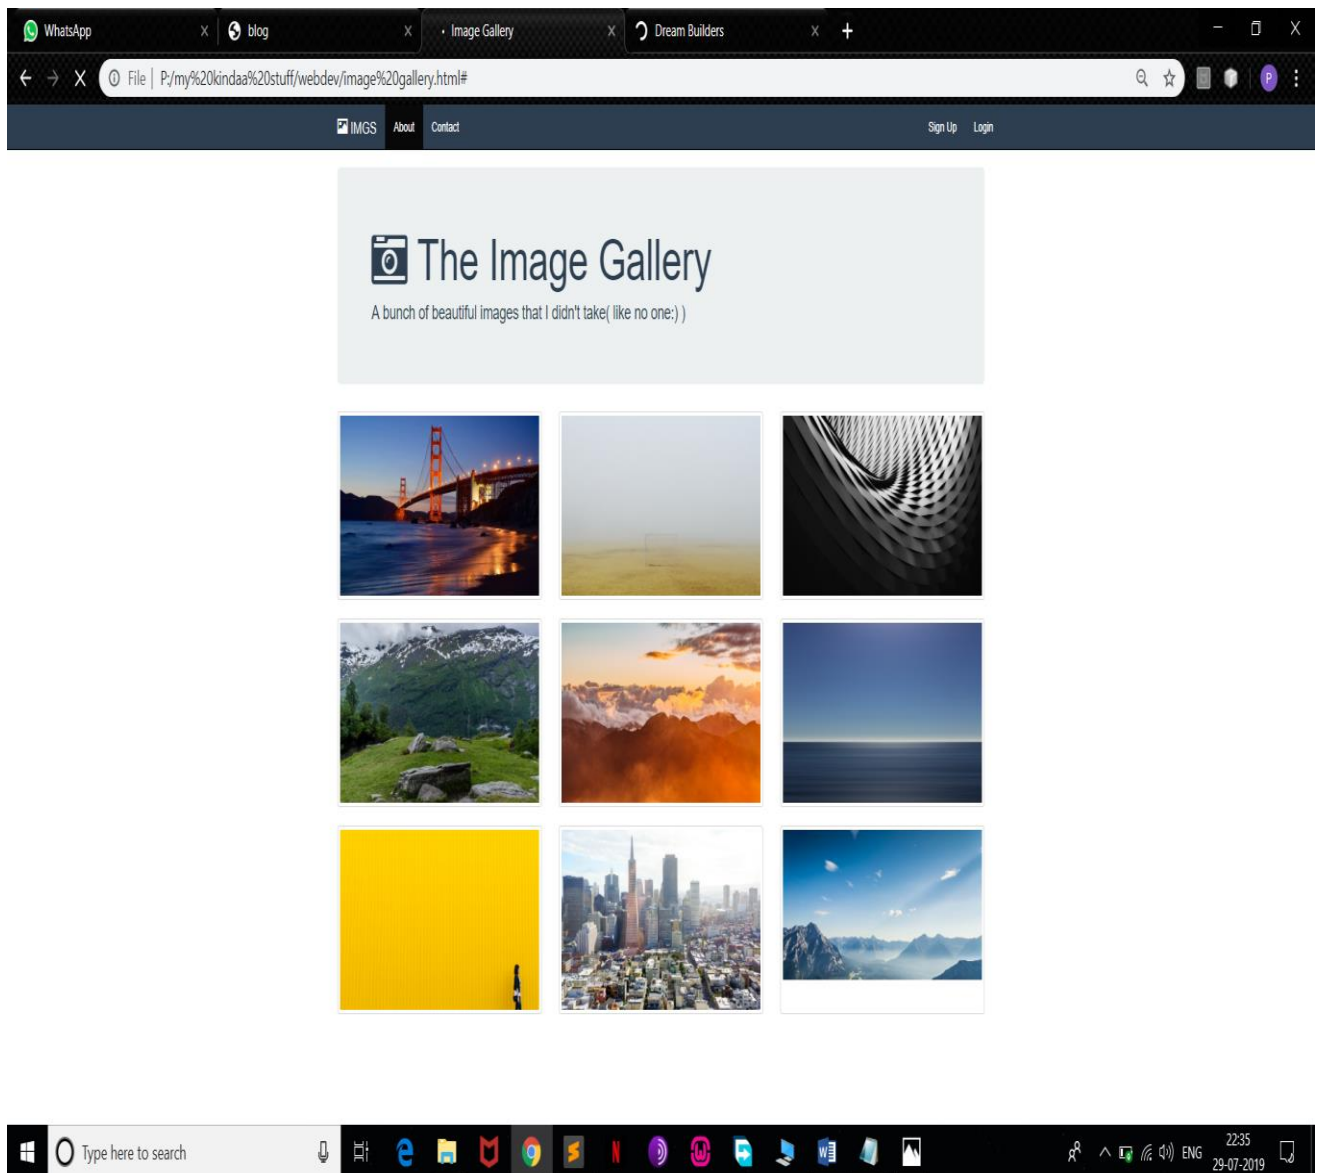 WhatsApp
blog
Image Gallery
Dream Builders
File | P:/my%20kindaa%20stuff/webdev/image%20gallery.html#
P
IMGS About Contact Sign Up Login
The Image Gallery
A bunch of beautiful images that I didn't take( like no one:) )
Type here to search
ENG
22:35
29-07-2019